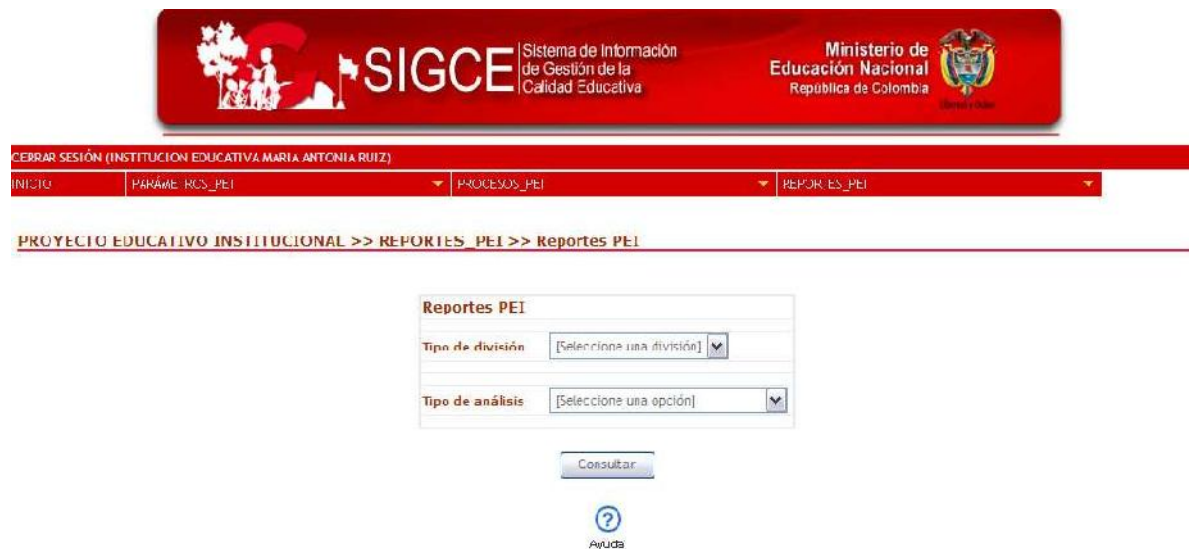 SIGCE
Sistema de Información
de Gestión de la
Calidad Educativa
Ministerio de
Educación Nacional
República de Colombia
CERRAR SESIÓN (INSTITUCION EDUCATIVA MARIA ANTONIA RUIZ)
INICIO PARÁMETROS_PEI PROCESOS_PEI REPORTES_PEI
PROYECTO EDUCATIVO INSTITUCIONAL >> REPORTES_PEI >> Reportes PEI
Reportes PEI
Tipo de división [Seleccione una división]
Tipo de análisis [Seleccione una opción]
Consultar
?
Ayuda